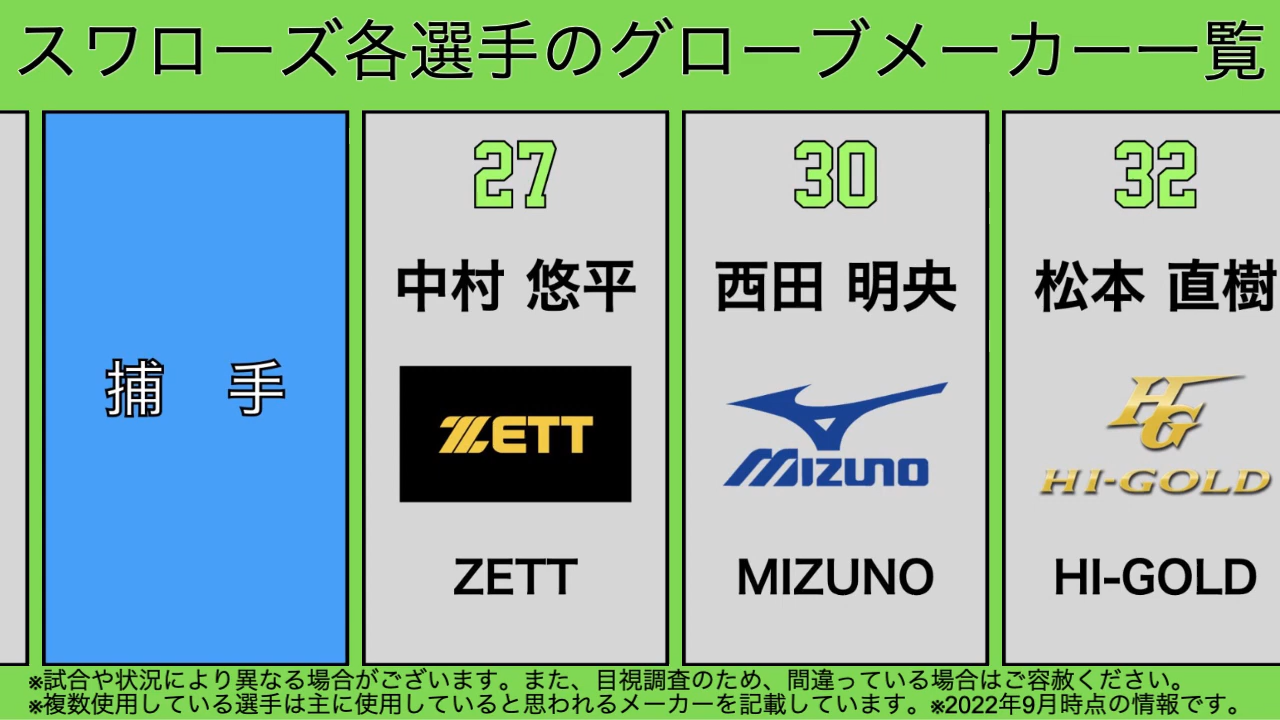 スワローズ各選手のグローブメーカー一覧
捕 手
27
中村 悠平
ZETT
ZETT
30
西田 明央
MIZUNO
MIZUNO
32
松本 直樹
HG
HI-GOLD
HI-GOLD
※試合や状況により異なる場合がございます。また、目視調査のため、間違っている場合はご容赦ください。
※複数使用している選手は主に使用していると思われるメーカーを記載しています。※2022年9月時点の情報です。